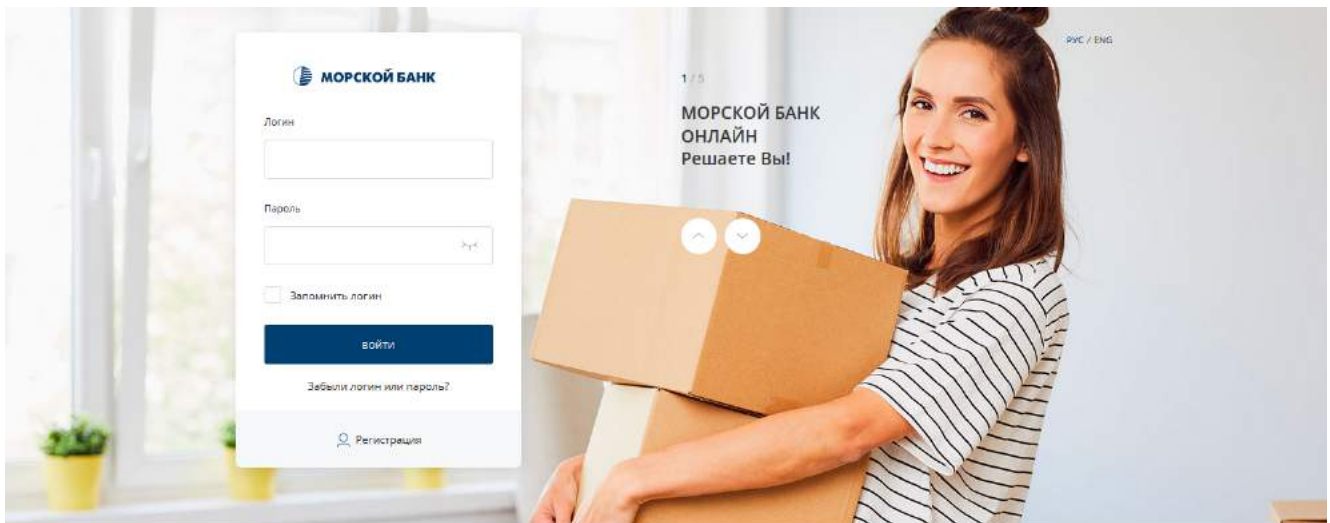 МОРСКОЙ БАНК
Логин
Пароль
Запомнить логин
ВОЙТИ
Забыли логин или пароль?
Регистрация
1 / 5
МОРСКОЙ БАНК
ОНЛАЙН
Решаете Вы!
РУС / ENG